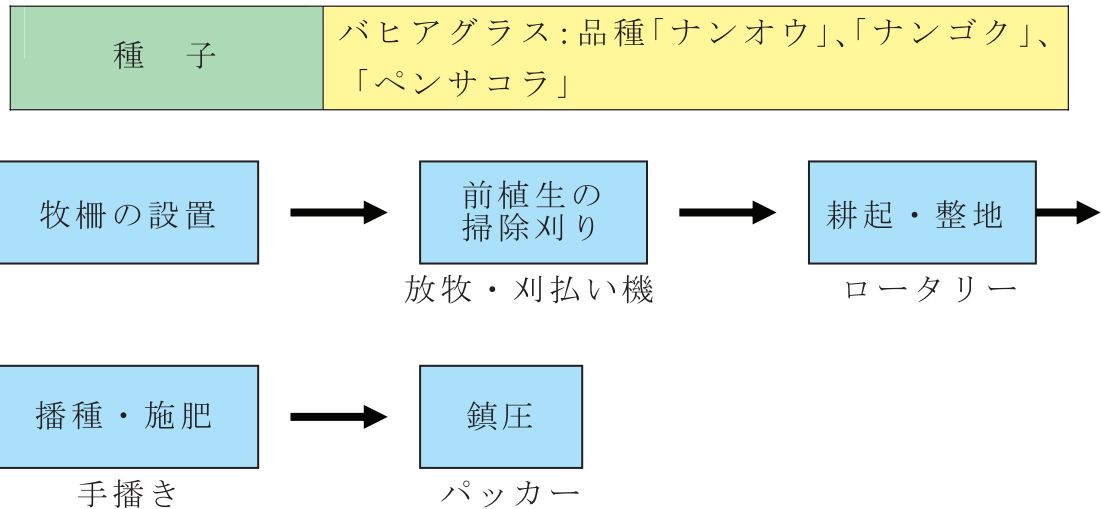 種 子
バヒアグラス:品種「ナンオウ」、「ナンゴク」、
「ペンサコラ」
牧柵の設置
前植生の
掃除刈り
耕起・整地
放牧・刈払い機
ロータリー
播種・施肥
鎮圧
手播き
パッカー